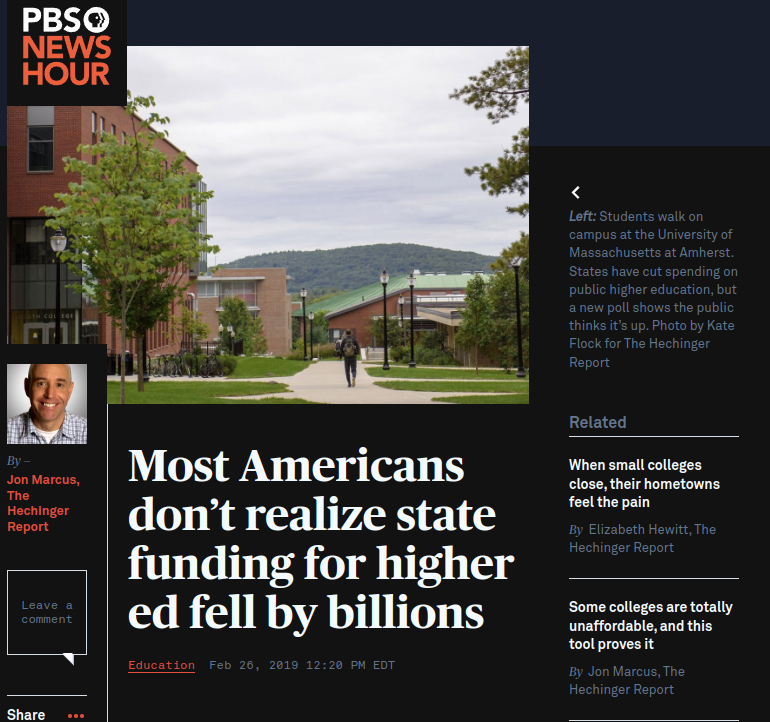 PBS
NEWS
HOUR
Left: Students walk on
campus at the University of
Massachusetts at Amherst.
States have cut spending on
public higher education, but
a new poll shows the public
thinks it's up. Photo by Kate
Flock for The Hechinger
Report
By –
Jon Marcus,
The
Hechinger
Report
Leave a
comment
Share
Most Americans
don't realize state
funding for higher
ed fell by billions
Education Feb 26, 2019 12:20 PM EDT
Related
When small colleges
close, their hometowns
feel the pain
By Elizabeth Hewitt, The
Hechinger Report
Some colleges are totally
unaffordable, and this
tool proves it
By Jon Marcus, The
Hechinger Report